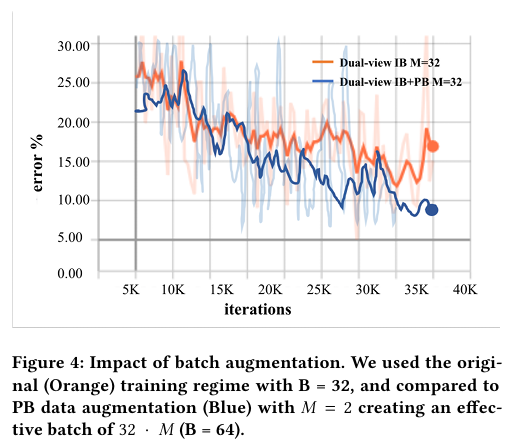 30.00
25.00
20.00
15.00
10.00
5.00
0.00
error %
Dual-view IB M=32
Dual-view IB+PB M=32
5K 10K 15K 20K 25K 30K 35K 40K
iterations
Figure 4: Impact of batch augmentation. We used the origi-
nal (Orange) training regime with B = 32, and compared to
PB data augmentation (Blue) with M = 2 creating an effec-
tive batch of 32 · M (B = 64).